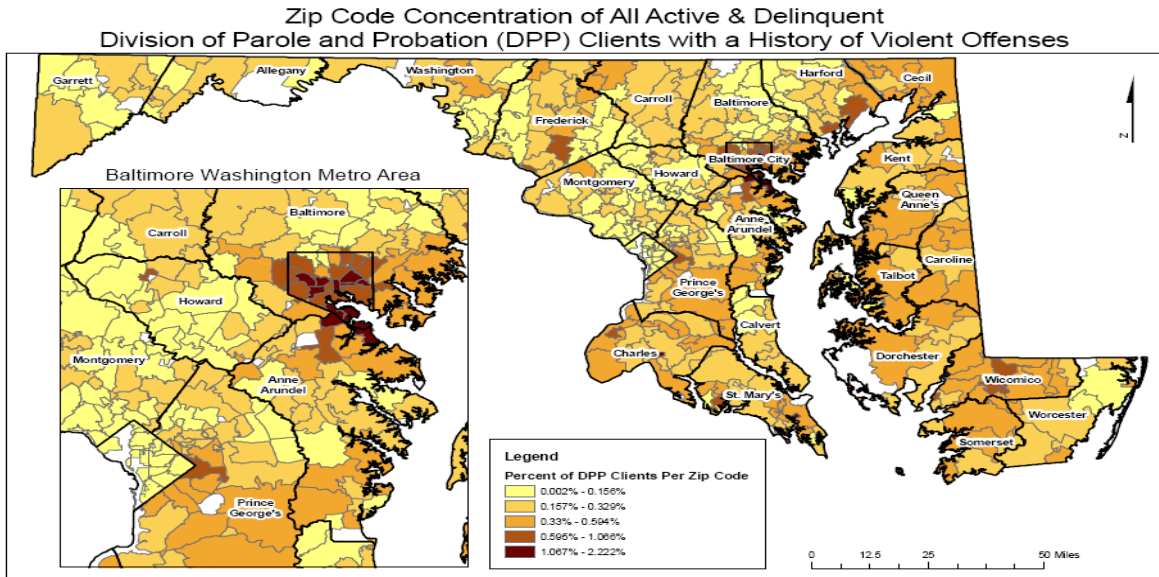 Zip Code Concentration of All Active & Delinquent
Division of Parole and Probation (DPP) Clients with a History of Violent Offenses
Garrett
Allegany
Washington
Frederick
Carroll
Baltimore
Harford
Cecil
Baltimore City
Howard
Montgomery
Anne
Arundel
Kent
Queen
Anne's
Caroline
Talbot
Prince
George's
Calvert
Charles
St. Mary's
Dorchester
Wicomico
Worcester
Somerset
N
Baltimore Washington Metro Area
Baltimore
Carroll
Howard
Montgomery
Anne
Arundel
Prince
George's
Legend
Percent of DPP Clients Per Zip Code
0.002% - 0.156%
0.157% - 0.329%
0.33% - 0.594%
0.595% - 1.066%
1.067% - 2.222%
0 12.5 25 50 Miles